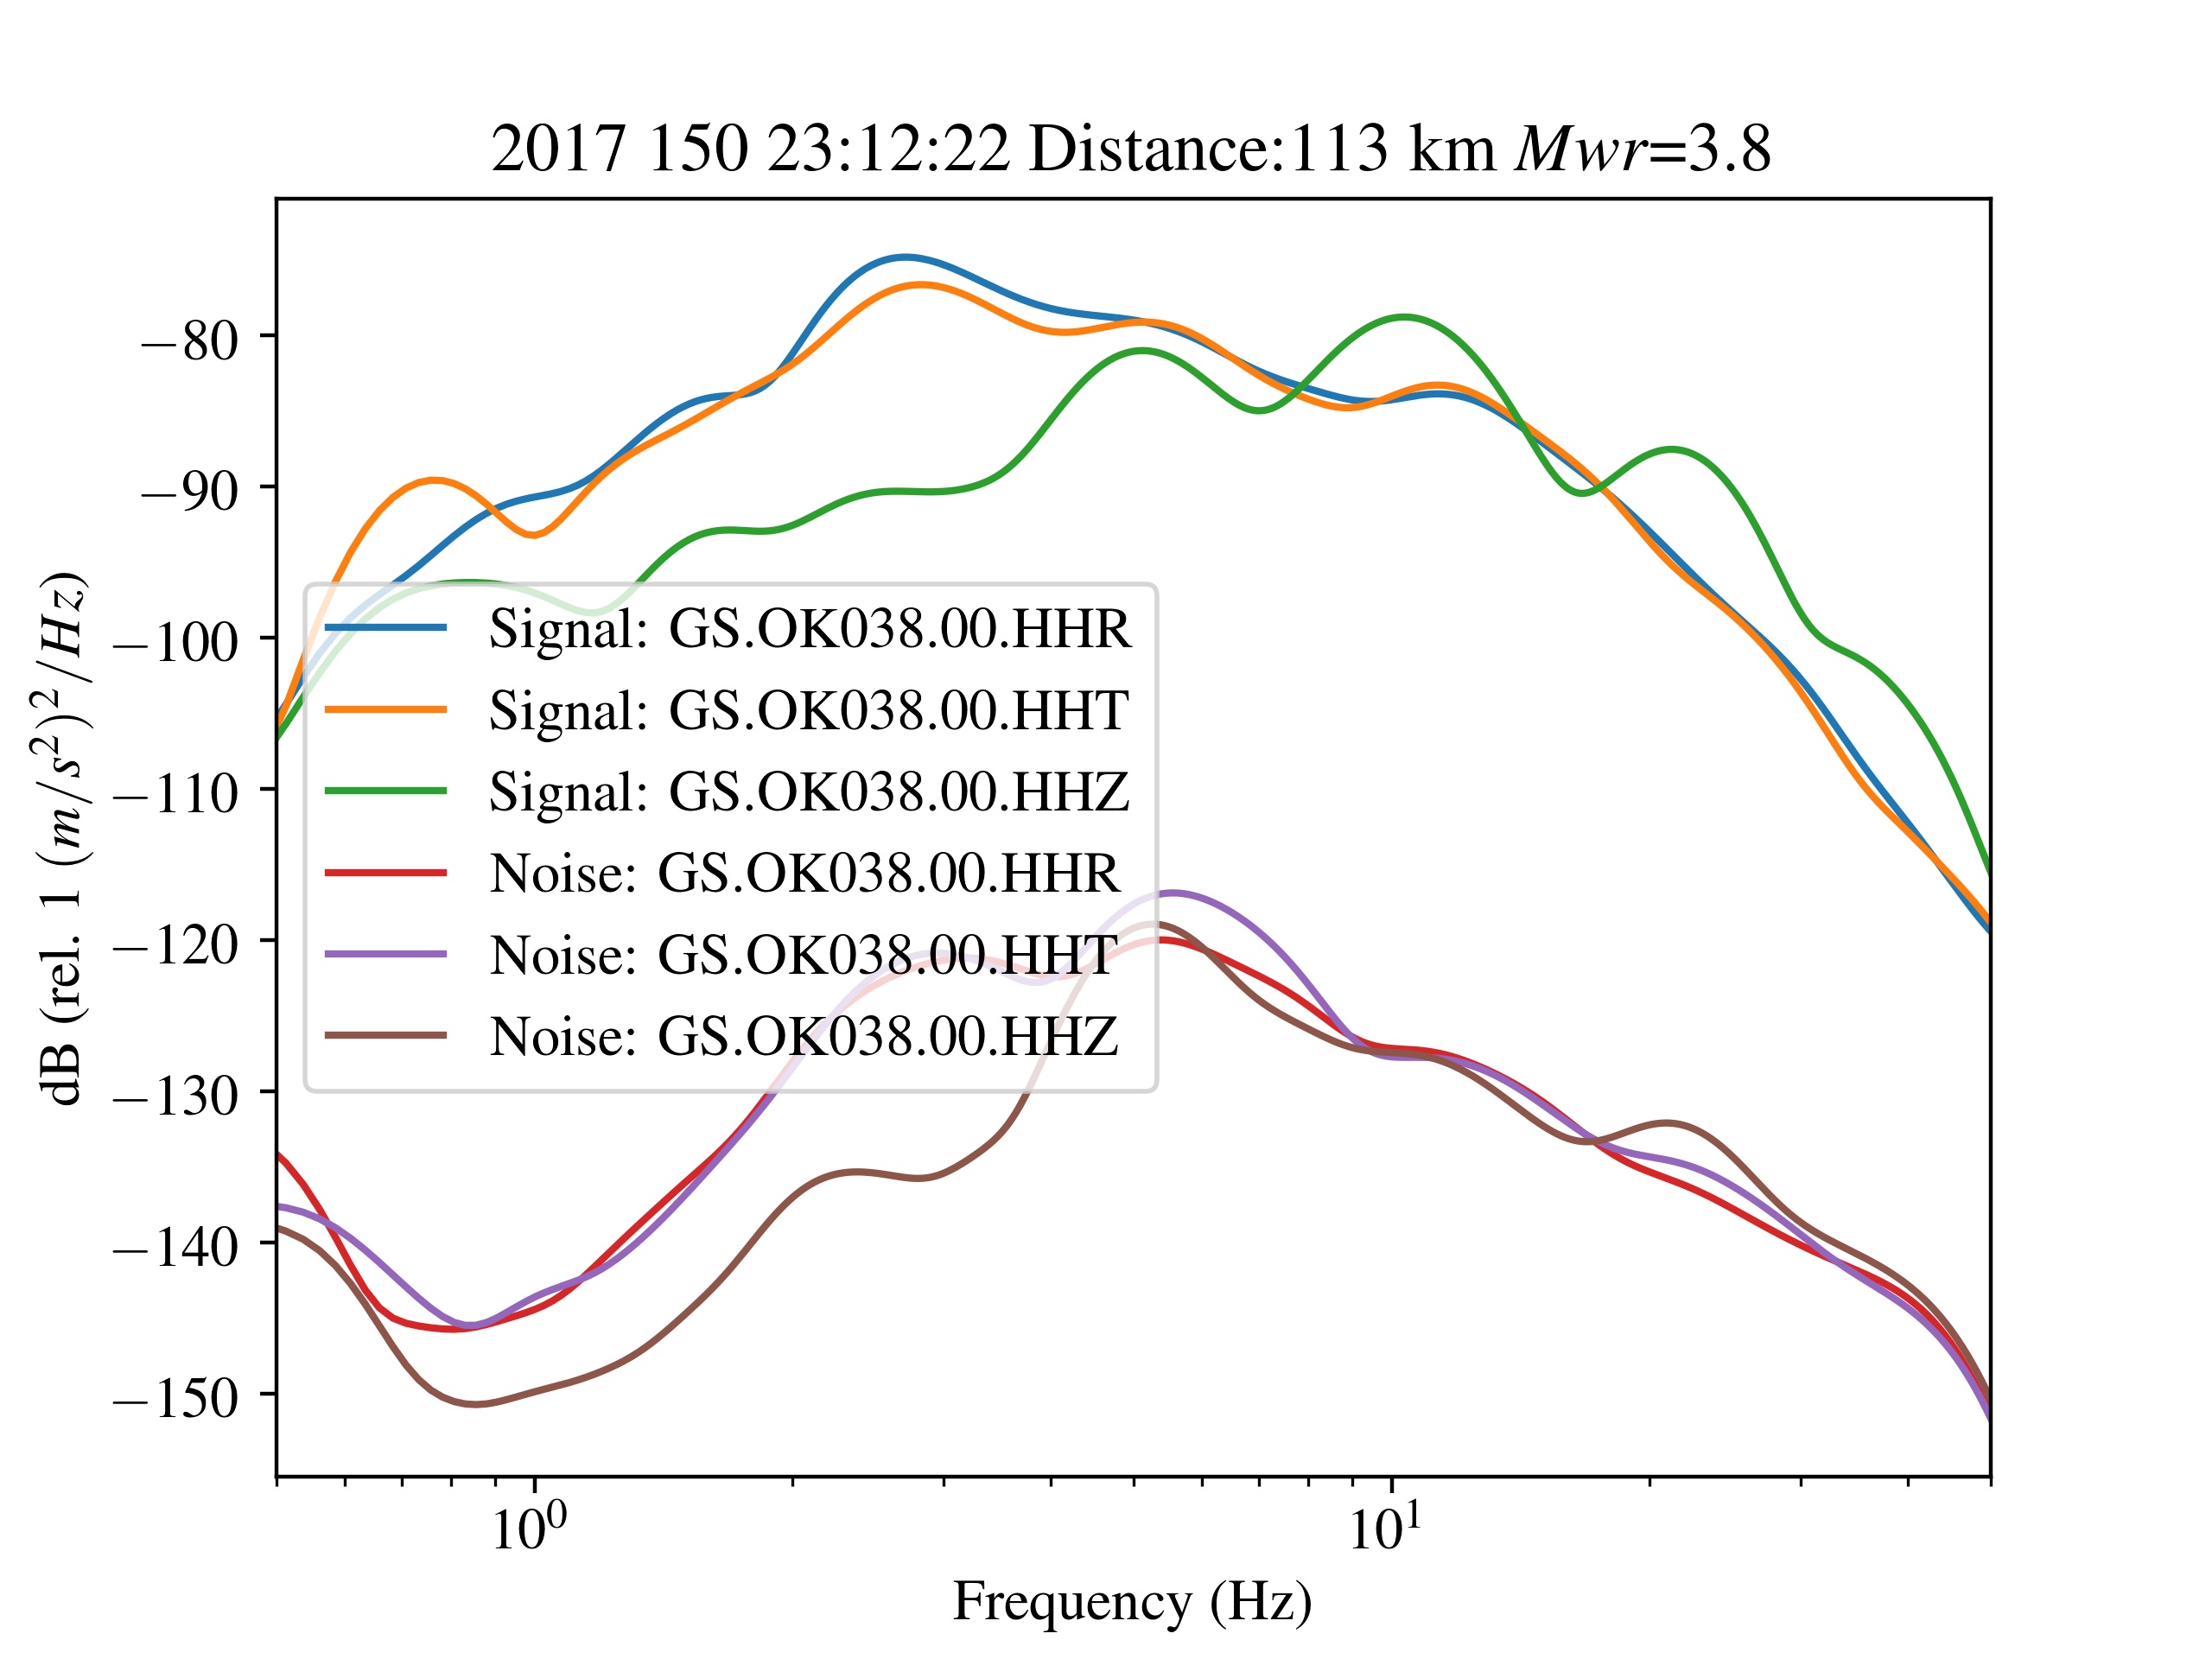 2017 150 23:12:22 Distance:113 km Mwr=3.8
dB (rel. 1 (m/s²)²/Hz)
−80
−90
−100
−110
−120
−130
−140
−150
Signal: GS.OK038.00.HHR
Signal: GS.OK038.00.HHT
Signal: GS.OK038.00.HHZ
Noise: GS.OK038.00.HHR
Noise: GS.OK038.00.HHT
Noise: GS.OK038.00.HHZ
10⁰ 10¹
Frequency (Hz)